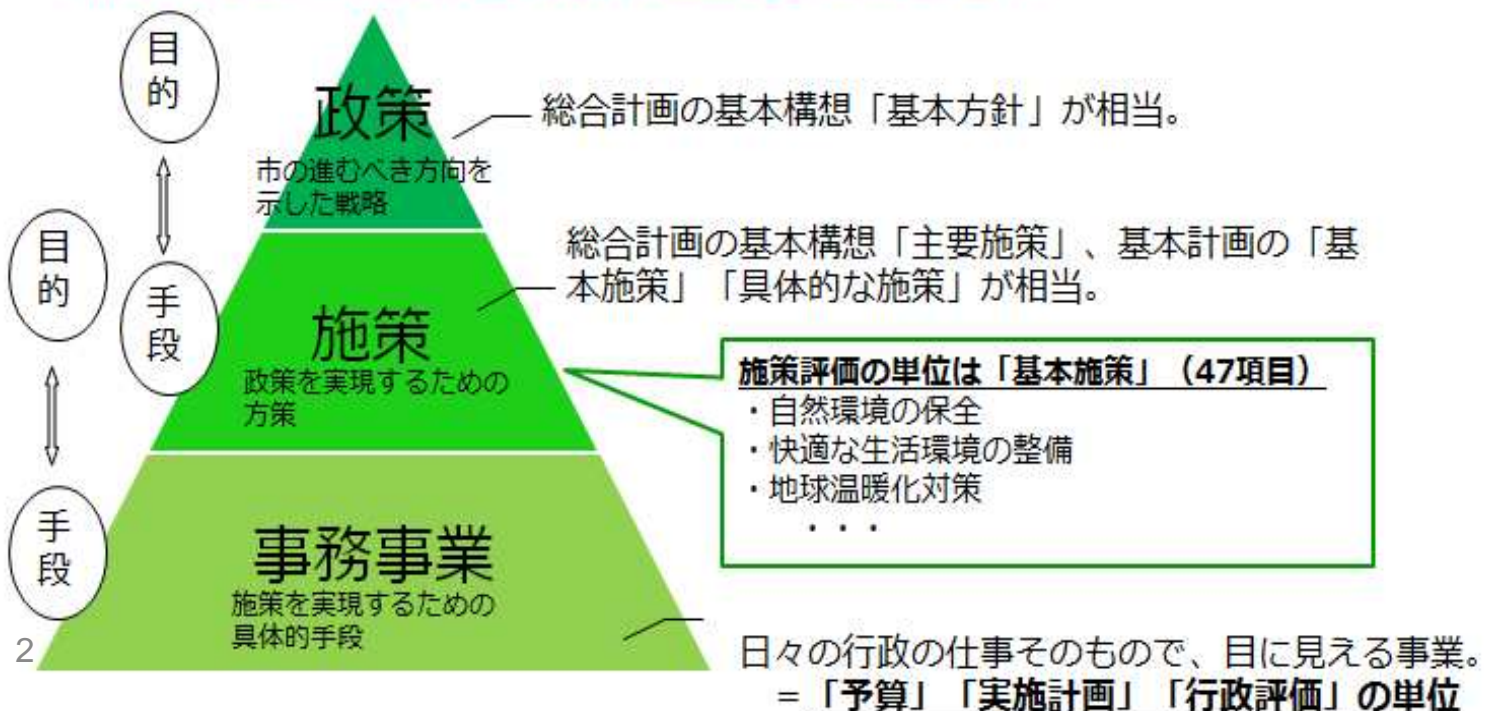 目的
政策
総合計画の基本構想「基本方針」が相当。
市の進むべき方向を
示した戦略
目的
手段
総合計画の基本構想「主要施策」、基本計画の「基
本施策」「具体的な施策」が相当。
施策
政策を実現するための
方策
施策評価の単位は「基本施策」（47項目）
・自然環境の保全
・快適な生活環境の整備
・地球温暖化対策
・・・
手段
事務事業
施策を実現するための
具体的手段
日々の行政の仕事そのもので、目に見える事業。
=「予算」「実施計画」「行政評価」の単位
2